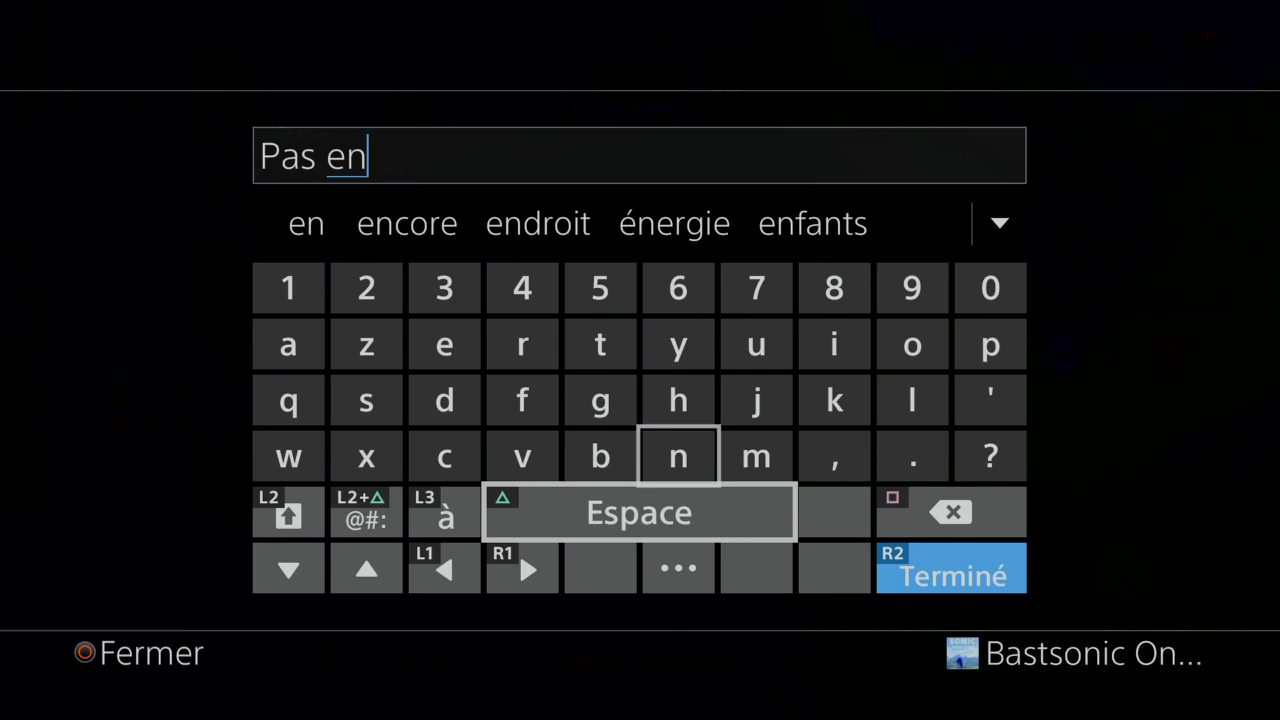 Pas en
en encore endroit énergie enfants
1 2 3 4 5 6 7 8 9 0
a z e r t y u i o p
q s d f g h j k l '
w x c v b n m , . ?
L2 L2+△ @#: L3 à △ Espace □
L1 R1 ••• R2 Terminé
Fermer Bastsonic On...